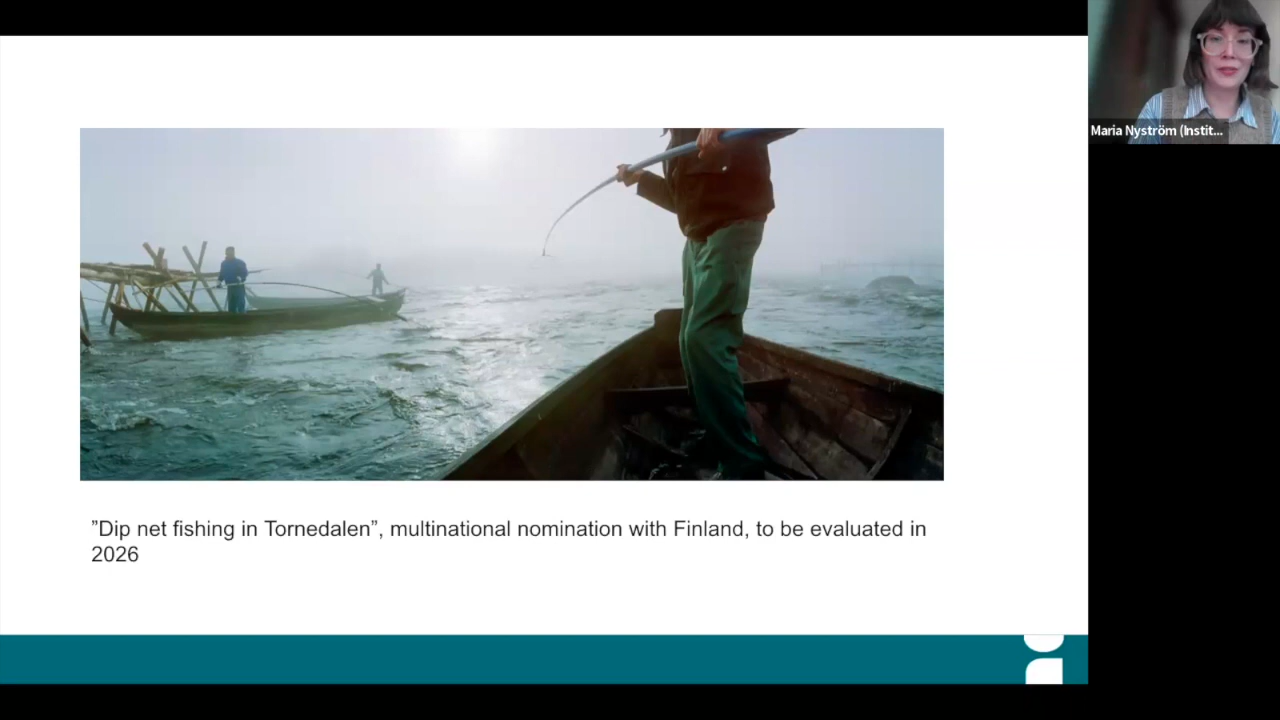 Maria Nyström (Instit...
”Dip net fishing in Tornedalen”, multinational nomination with Finland, to be evaluated in
2026